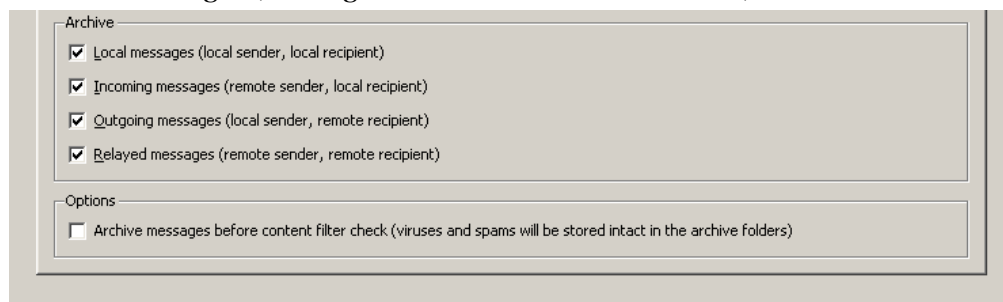 Archive
Local messages (local sender, local recipient)
Incoming messages (remote sender, local recipient)
Outgoing messages (local sender, remote recipient)
Relayed messages (remote sender, remote recipient)
Options
Archive messages before content filter check (viruses and spams will be stored intact in the archive folders)